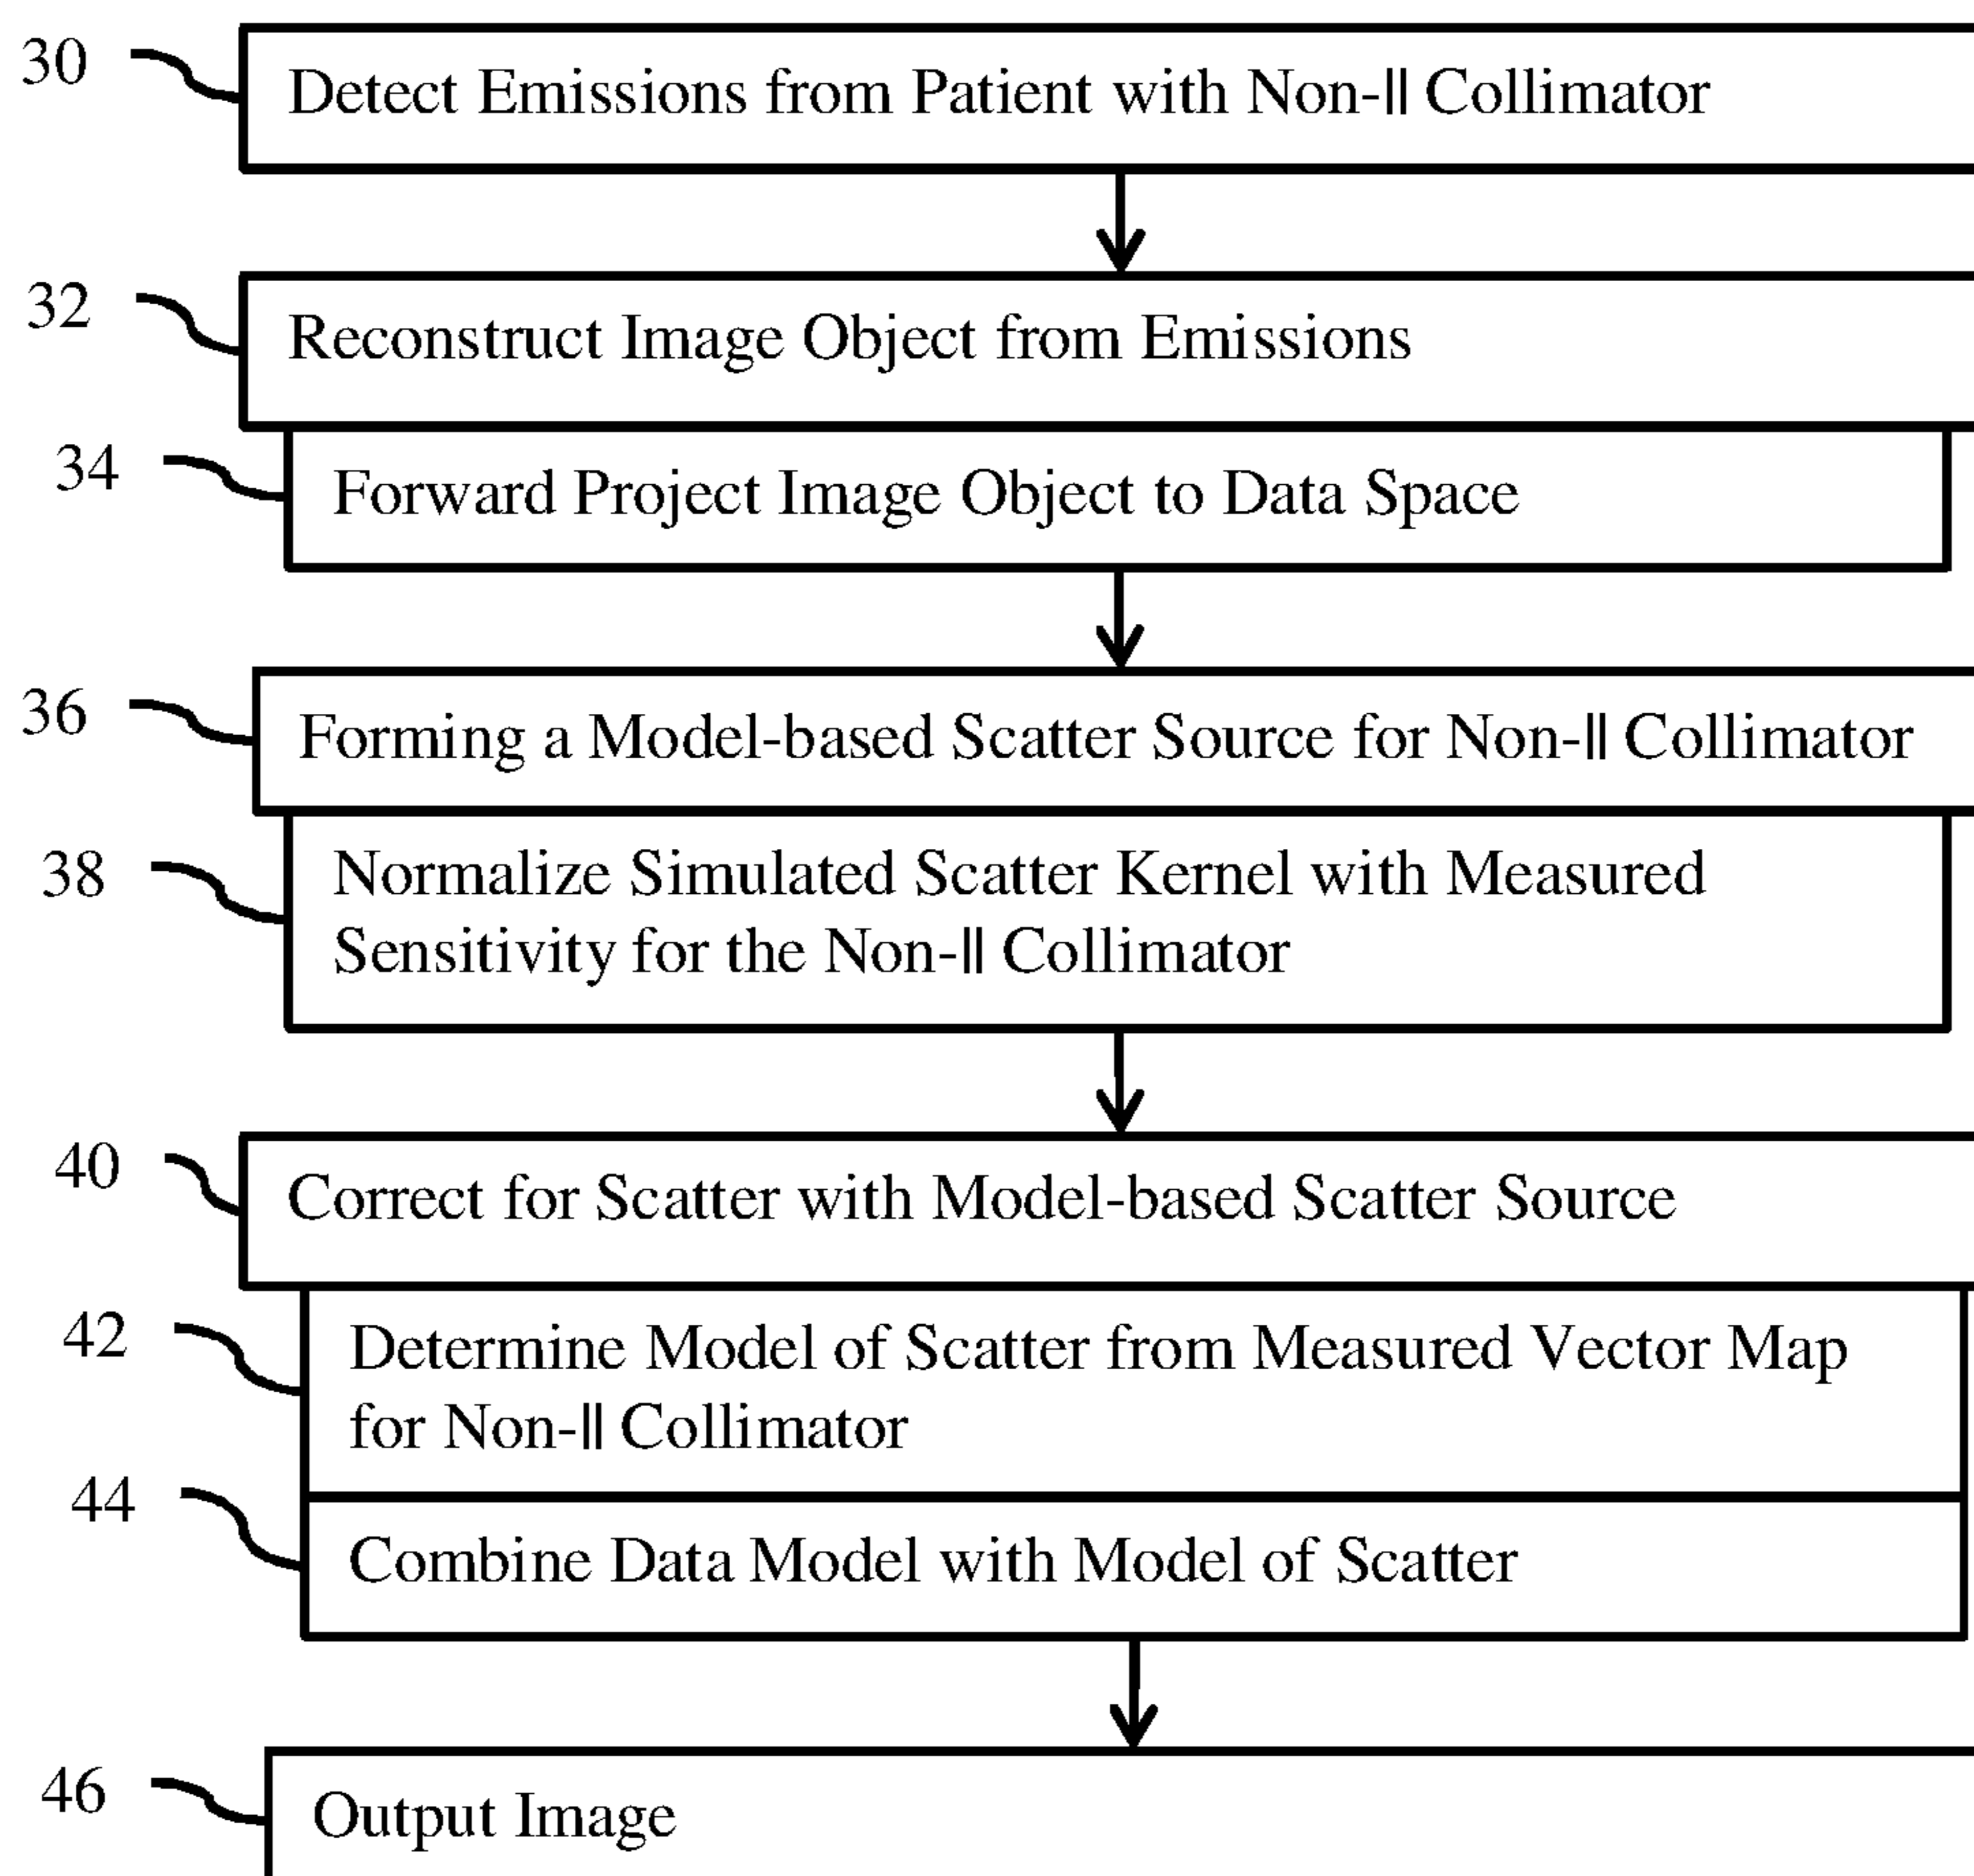 30
Detect Emissions from Patient with Non-|| Collimator
32
Reconstruct Image Object from Emissions
34
Forward Project Image Object to Data Space
36
Forming a Model-based Scatter Source for Non-|| Collimator
38
Normalize Simulated Scatter Kernel with Measured
Sensitivity for the Non-|| Collimator
40
Correct for Scatter with Model-based Scatter Source
42
Determine Model of Scatter from Measured Vector Map
for Non-|| Collimator
44
Combine Data Model with Model of Scatter
46
Output Image